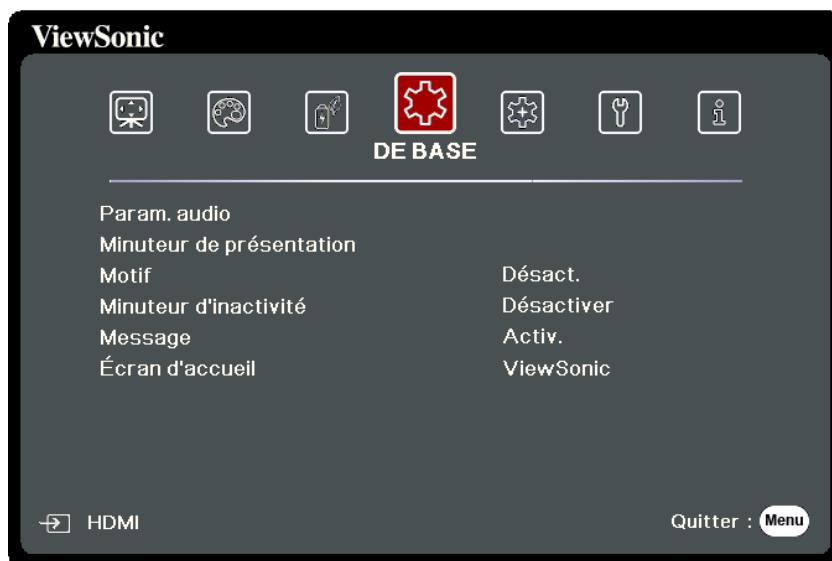 ViewSonic
DE BASE
Param. audio
Minuteur de présentation
Motif Désact.
Minuteur d'inactivité Désactiver
Message Activ.
Écran d'accueil ViewSonic
HDMI Quitter : Menu